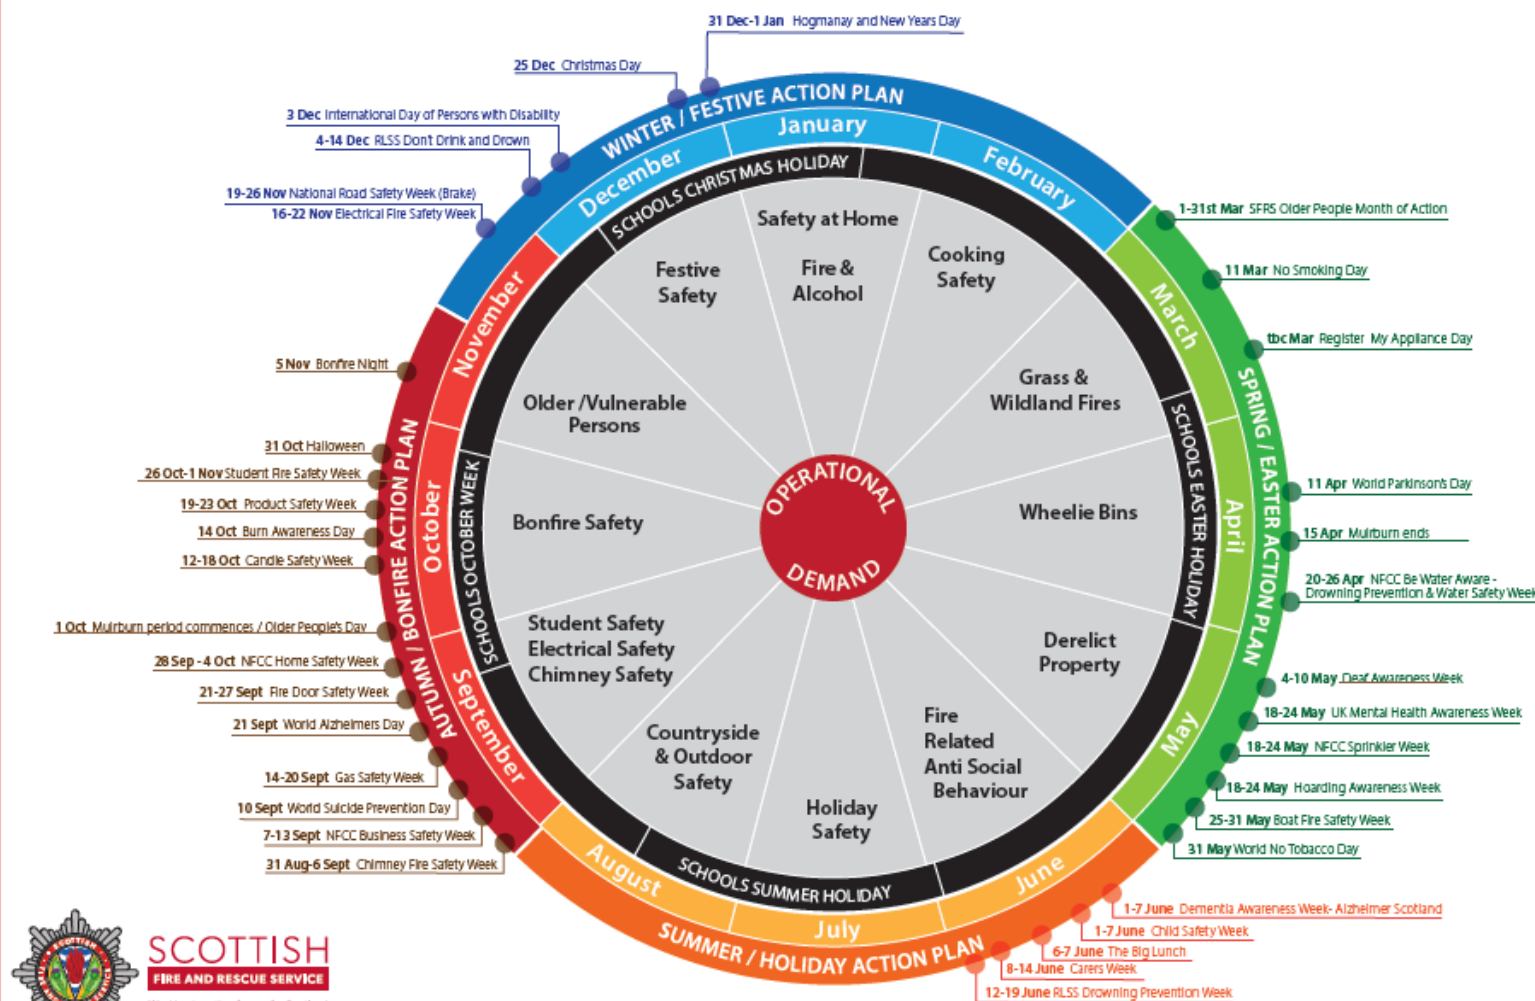 31 Dec-1 Jan Hogmanay and New Years Day
25 Dec Christmas Day
3 Dec International Day of Persons with Disability
4-14 Dec RLSS Don't Drink and Drown
19-26 Nov National Road Safety Week (Brake)
16-22 Nov Electrical Fire Safety Week
5 Nov Bonfire Night
31 Oct Halloween
26 Oct-1 Nov Student Fire Safety Week
19-23 Oct Product Safety Week
14 Oct Burn Awareness Day
12-18 Oct Candle Safety Week
1 Oct Muirburn period commences / Older People's Day
28 Sep - 4 Oct NFCC Home Safety Week
21-27 Sept Fire Door Safety Week
21 Sept World Alzheimers Day
14-20 Sept Gas Safety Week
10 Sept World Suicide Prevention Day
7-13 Sept NFCC Business Safety Week
31 Aug-6 Sept Chimney Fire Safety Week
WINTER / FESTIVE ACTION PLAN
SPRING / EASTER ACTION PLAN
SUMMER / HOLIDAY ACTION PLAN
AUTUMN / BONFIRE ACTION PLAN
January
February
March
April
May
June
July
August
September
October
November
December
SCHOOLS CHRISTMAS HOLIDAY
SCHOOLS EASTER HOLIDAY
SCHOOLS SUMMER HOLIDAY
SCHOOLS OCTOBER WEEK
Safety at Home
Fire &
Alcohol
Cooking
Safety
Grass &
Wildland Fires
Wheelie Bins
Derelict
Property
Fire
Related
Anti Social
Behaviour
Holiday
Safety
Countryside
& Outdoor
Safety
Student Safety
Electrical Safety
Chimney Safety
Bonfire Safety
Older /Vulnerable
Persons
Festive
Safety
OPERATIONAL
DEMAND
1-31st Mar SFRS Older People Month of Action
11 Mar No Smoking Day
tbc Mar Register My Appliance Day
11 Apr World Parkinson's Day
15 Apr Muirburn ends
20-26 Apr NFCC Be Water Aware -
Drowning Prevention & Water Safety Week
4-10 May Deaf Awareness Week
18-24 May UK Mental Health Awareness Week
18-24 May NFCC Sprinkler Week
18-24 May Hoarding Awareness Week
25-31 May Boat Fire Safety Week
31 May World No Tobacco Day
1-7 June Dementia Awareness Week- Alzheimer Scotland
1-7 June Child Safety Week
6-7 June The Big Lunch
8-14 June Carers Week
12-19 June RLSS Drowning Prevention Week
SCOTTISH
FIRE AND RESCUE SERVICE